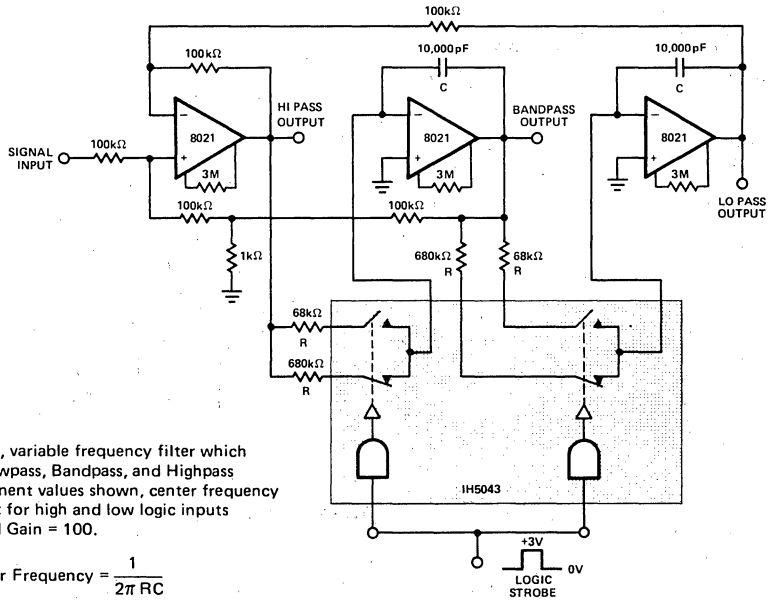 100kΩ
100kΩ
10,000pF
C
10,000pF
C
HI PASS
OUTPUT
BANDPASS
OUTPUT
−
8021
+
−
8021
+
−
8021
+
SIGNAL
INPUT
100kΩ
3M
3M
3M
LO PASS
OUTPUT
100kΩ
100kΩ
1kΩ
680kΩ
R
68kΩ
R
68kΩ
R
680kΩ
R
IH5043
, variable frequency filter which
wpass, Bandpass, and Highpass
nent values shown, center frequency
for high and low logic inputs
Gain = 100.
r Frequency = 1 / 2π RC
+3V
0V
LOGIC
STROBE